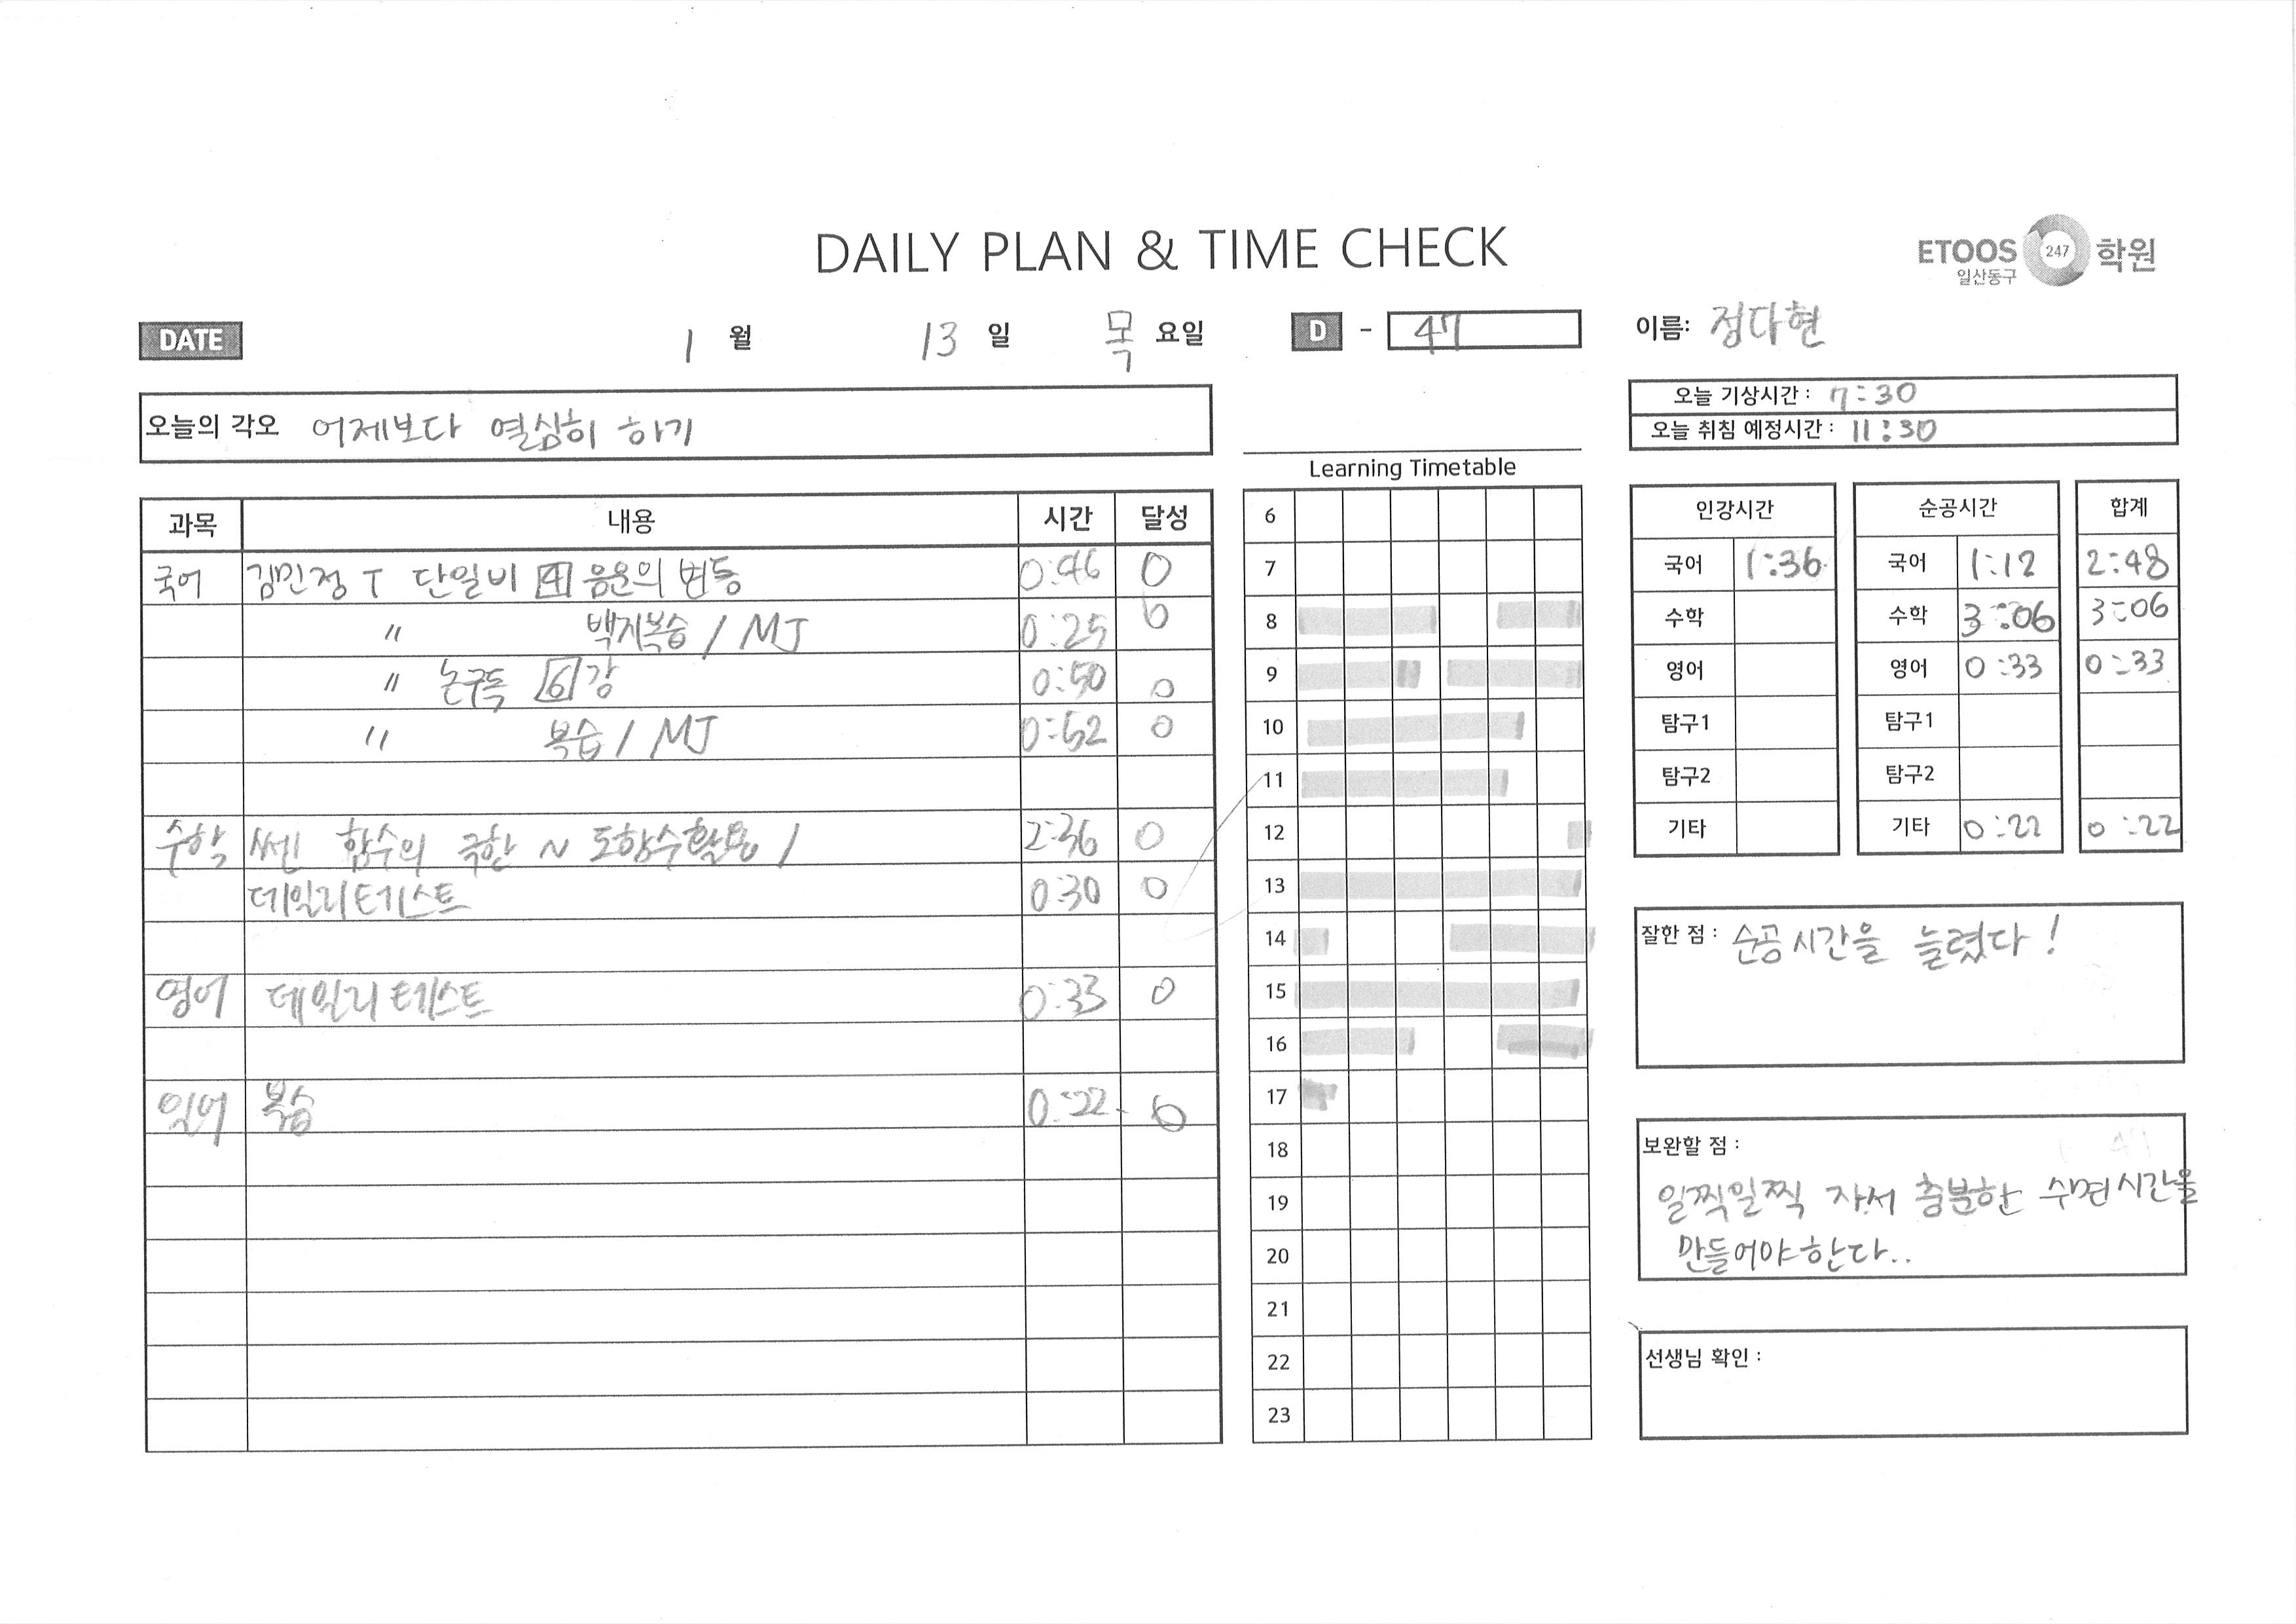 DAILY PLAN & TIME CHECK
ETOOS 247 학원
일산동구
DATE 1 월 13 일 목 요일 D - 47 이름: 정다현
오늘의 각오 어제보다 열심히 하기
오늘 기상시간 : 7:30
오늘 취침 예정시간 : 11:30
과목 내용 시간 달성
국어 김민정 T 단일비 4 음운의 변동 0:46 0
〃 백지복습 / MJ 0:25 0
〃 논구독 6강 0:50 0
〃 복습 / MJ 0:52 0
수학 쎈 함수의 극한 ~ 도함수활용 / 2:36 0
데일리테스트 0:30 0
영어 데일리테스트 0:33 0
일어 복습 0:22 0
Learning Timetable
6
7
8
9
10
11
12
13
14
15
16
17
18
19
20
21
22
23
인강시간 순공시간 합계
국어 1:36 국어 1:12 2:48
수학 수학 3:06 3:06
영어 영어 0:33 0:33
탐구1 탐구1
탐구2 탐구2
기타 기타 0:22 0:22
잘한 점 : 순공시간을 늘렸다!
보완할 점 :
일찍일찍 자서 충분한 수면시간을
만들어야한다..
선생님 확인 :